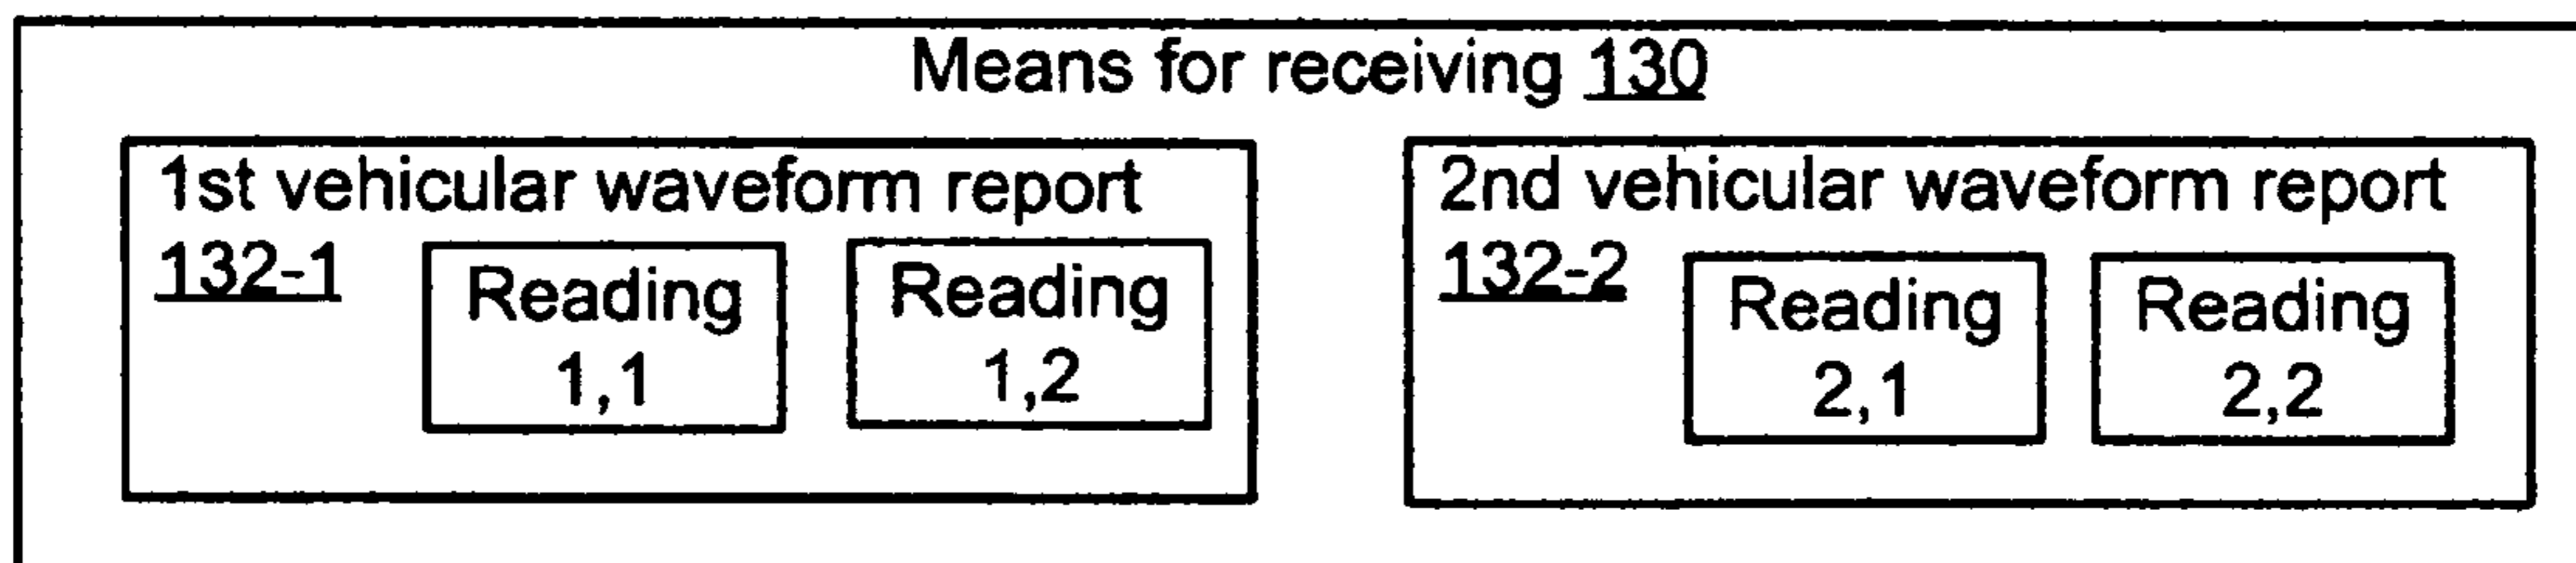 Means for receiving 130
1st vehicular waveform report
132-1
Reading
1,1
Reading
1,2
2nd vehicular waveform report
132-2
Reading
2,1
Reading
2,2